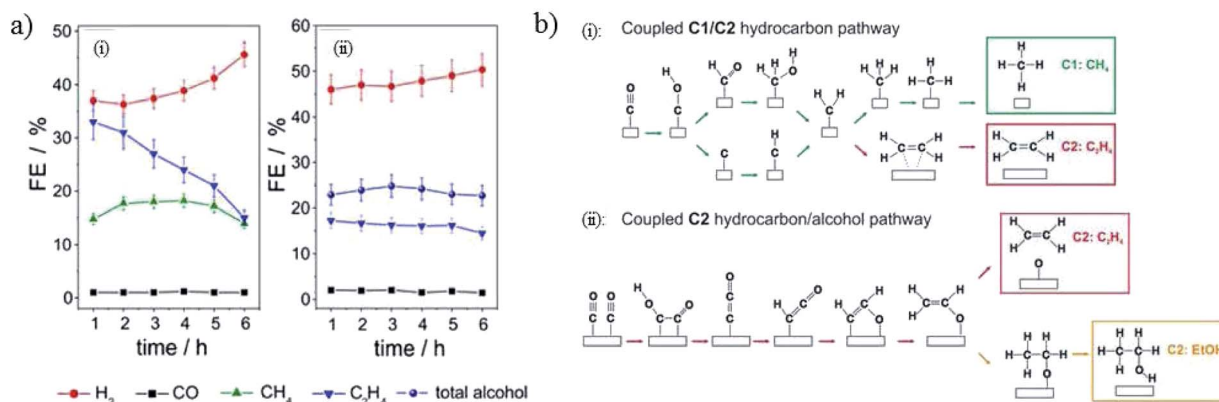 a)
(i)
(ii)
FE / %
50
40
30
20
10
0
1 2 3 4 5 6
time / h
FE / %
60
50
40
30
20
10
0
1 2 3 4 5 6
time / h
H₂
CO
CH₄
C₂H₄
total alcohol
b)
(i): Coupled C1/C2 hydrocarbon pathway
O
C
H
O
C
H O
C
H H
C O H
C
H
C
H H
C
H H
C
H H
C
H H
C
H
H C=C H
H H
C1: CH₄
H
H C H
H
C2: C₂H₄
H H
C=C
H H
(ii): Coupled C2 hydrocarbon/alcohol pathway
O O
C C
H
O O
C C
O
C
C
O
C
H C
H
C C
H O
H H
C=C
H O
H H
C=C
H H
O
C2: C₂H₄
H H
H C C H
H O
H H
H C C H
H O H
C2: EtOH